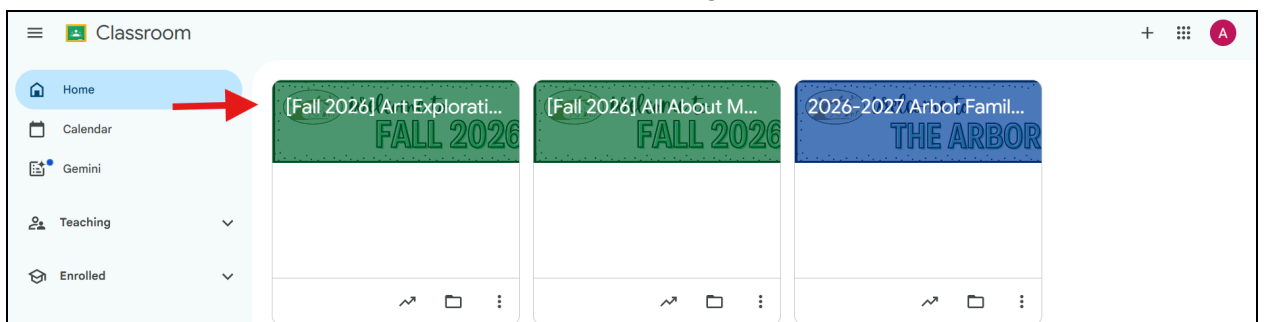 Classroom
A
Home
Calendar
Gemini
Teaching
Enrolled
[Fall 2026] Art Explorati...
FALL 2026
[Fall 2026] All About M...
FALL 2026
2026-2027 Arbor Famil...
THE ARBOR